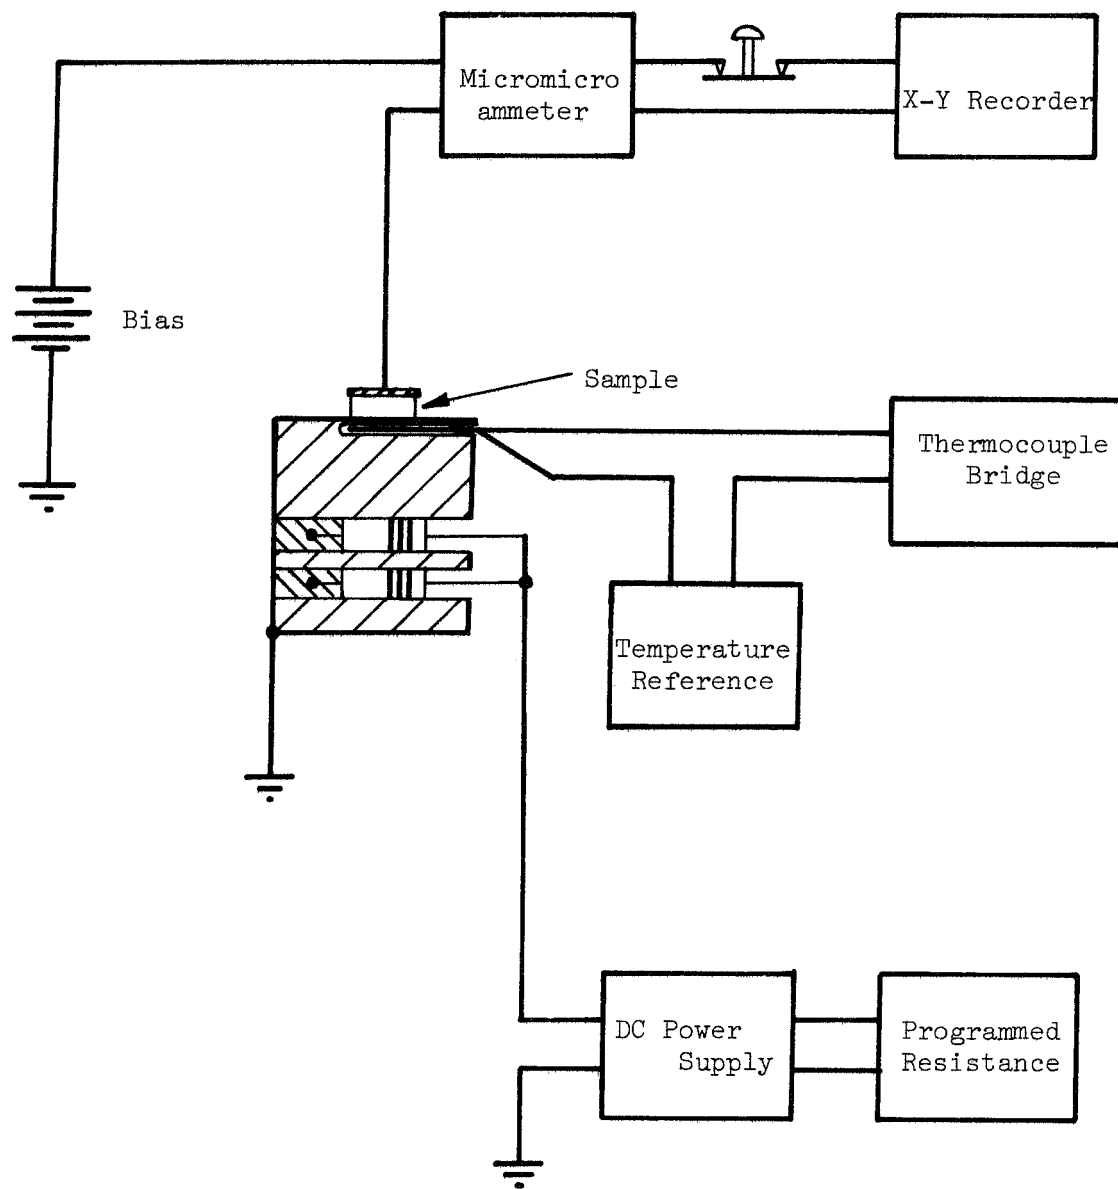 Micromicro
ammeter
X-Y Recorder
Bias
Sample
Thermocouple
Bridge
Temperature
Reference
DC Power
Supply
Programmed
Resistance